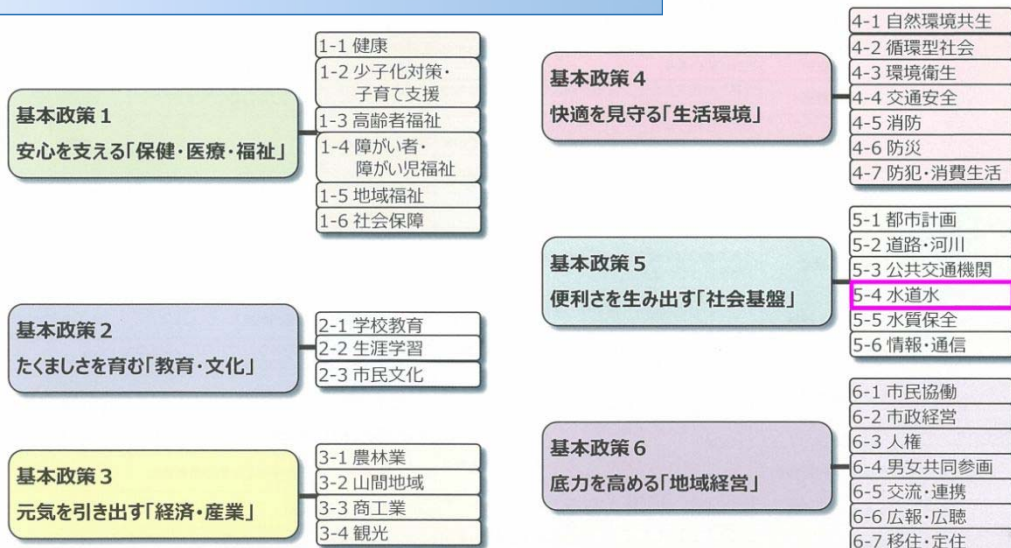 基本政策1
安心を支える「保健・医療・福祉」
1-1 健康
1-2 少子化対策・
子育て支援
1-3 高齢者福祉
1-4 障がい者・
障がい児福祉
1-5 地域福祉
1-6 社会保障
基本政策2
たくましさを育む「教育・文化」
2-1 学校教育
2-2 生涯学習
2-3 市民文化
基本政策3
元気を引き出す「経済・産業」
3-1 農林業
3-2 山間地域
3-3 商工業
3-4 観光
基本政策4
快適を見守る「生活環境」
4-1 自然環境共生
4-2 循環型社会
4-3 環境衛生
4-4 交通安全
4-5 消防
4-6 防災
4-7 防犯・消費生活
基本政策5
便利さを生み出す「社会基盤」
5-1 都市計画
5-2 道路・河川
5-3 公共交通機関
5-4 水道水
5-5 水質保全
5-6 情報・通信
基本政策6
底力を高める「地域経営」
6-1 市民協働
6-2 市政経営
6-3 人権
6-4 男女共同参画
6-5 交流・連携
6-6 広報・広聴
6-7 移住・定住